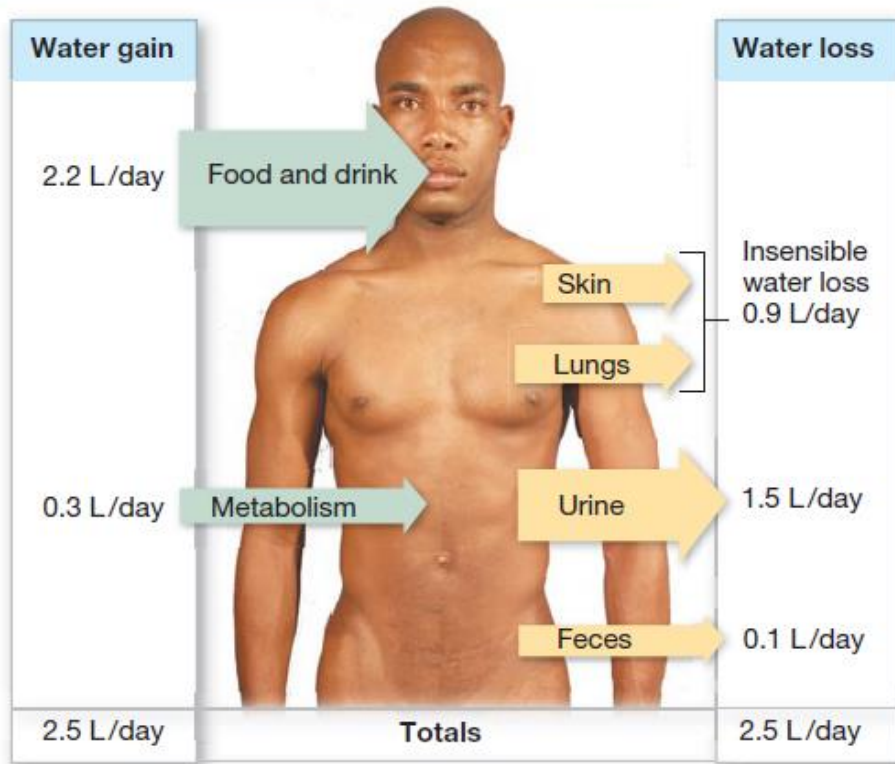 Water gain
Water loss
2.2 L/day
Food and drink
Skin
Insensible
water loss
0.9 L/day
Lungs
0.3 L/day
Metabolism
Urine
1.5 L/day
Feces
0.1 L/day
2.5 L/day
Totals
2.5 L/day